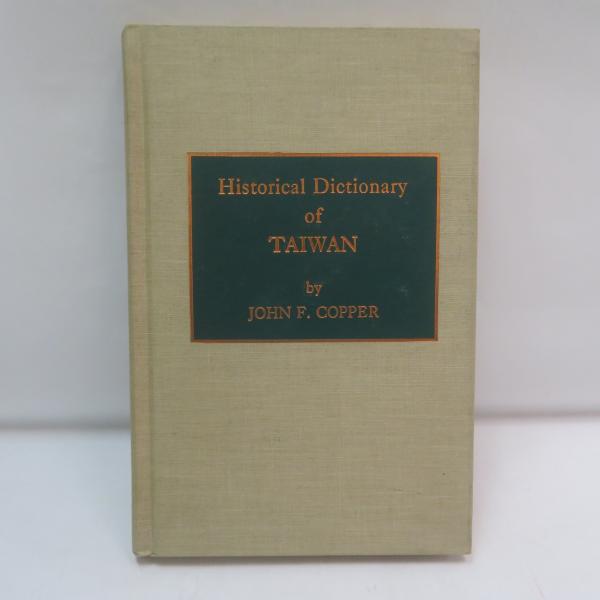 Historical Dictionary
of
TAIWAN
by
JOHN F. COPPER